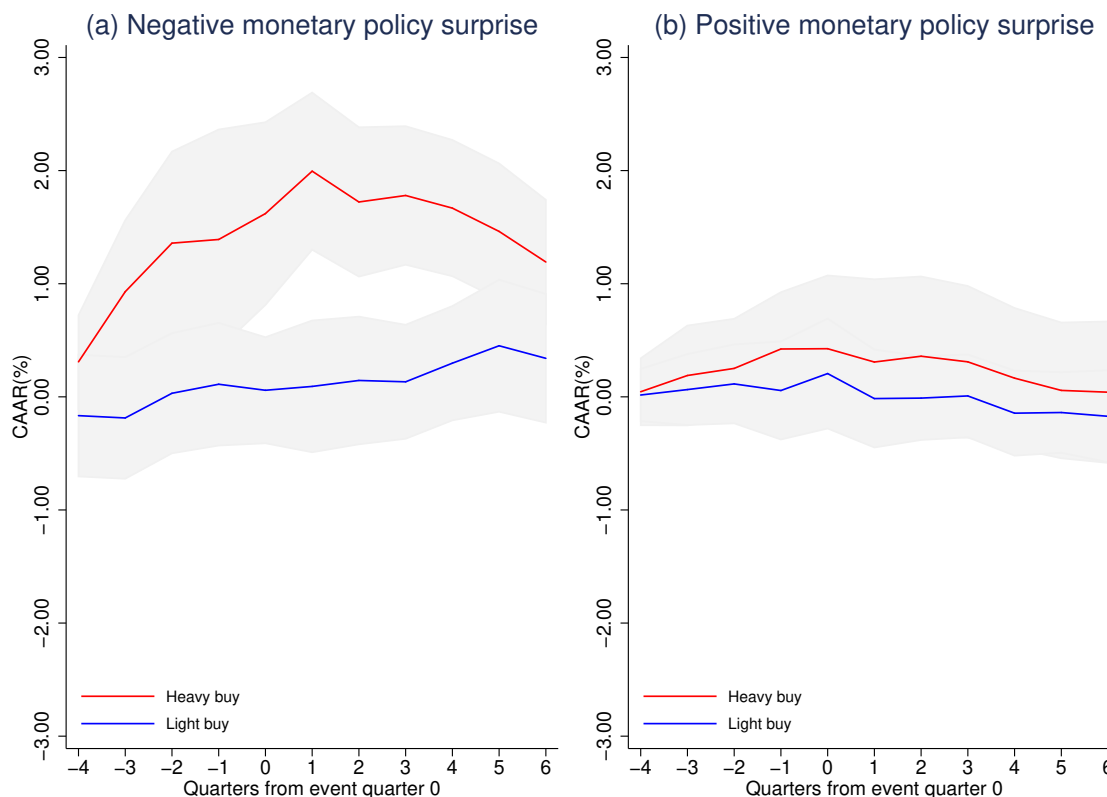 (a) Negative monetary policy surprise
CAAR(%)
3.00
2.00
1.00
0.00
−1.00
−2.00
−3.00
Heavy buy
Light buy
−4 −3 −2 −1 0 1 2 3 4 5 6
Quarters from event quarter 0
(b) Positive monetary policy surprise
CAAR(%)
3.00
2.00
1.00
0.00
−1.00
−2.00
−3.00
Heavy buy
Light buy
−4 −3 −2 −1 0 1 2 3 4 5 6
Quarters from event quarter 0